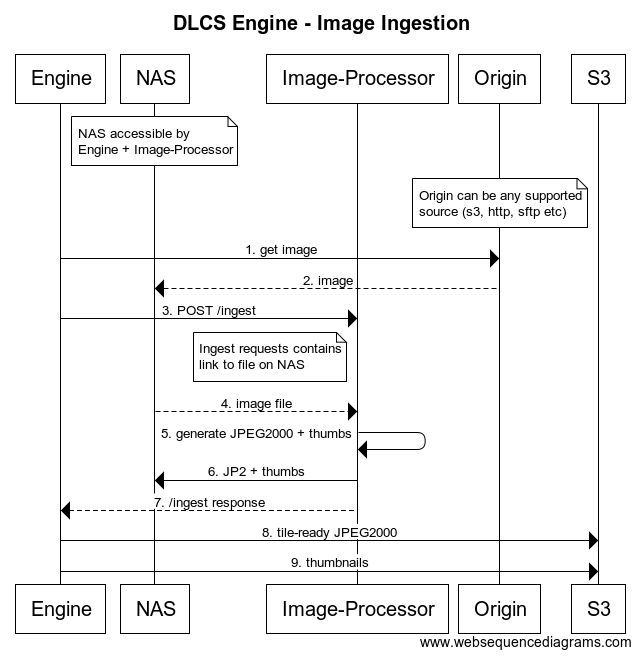 DLCS Engine - Image Ingestion
Engine
NAS
Image-Processor
Origin
S3
NAS accessible by
Engine + Image-Processor
Origin can be any supported
source (s3, http, sftp etc)
1. get image
2. image
3. POST /ingest
Ingest requests contains
link to file on NAS
4. image file
5. generate JPEG2000 + thumbs
6. JP2 + thumbs
7. /ingest response
8. tile-ready JPEG2000
9. thumbnails
Engine
NAS
Image-Processor
Origin
S3
www.websequencediagrams.com